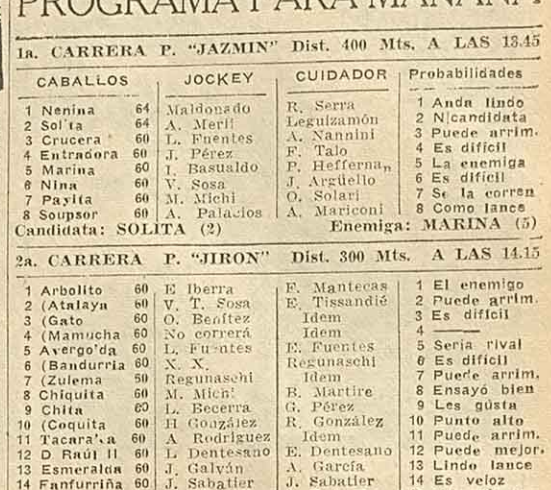 PROGRAMA PARA MAÑANA
1a. CARRERA P. "JAZMIN" Dist. 400 Mts. A LAS 13.45
CABALLOS JOCKEY CUIDADOR Probabilidades
1 Nenina 64 Maldonado R. Serra 1 Anda lindo
2 Sol'ta 64 A. Merli Leguizamón 2 N|candidata
3 Crucera 60 L. Fuentes A. Nannini 3 Puede arrim.
4 Entradora 60 J. Pérez F. Talo 4 Es difícil
5 Marina 60 I. Basualdo P. Heffernan 5 La enemiga
6 Nina 60 V. Sosa J. Argüello 6 Es difícil
7 Payita 60 M. Michi O. Solari 7 Se la corren
8 Soupsor 60 A. Palacios A. Mariconi 8 Como lance
Candidata: SOLITA (2) Enemiga: MARINA (5)
2a. CARRERA P. "JIRON" Dist. 300 Mts. A LAS 14.15
1 Arbolito 60 E Iberra F. Mantecas 1 El enemigo
2 (Atalaya 60 V. T. Sosa E. Tissandié 2 Puede arrim.
3 (Gato 60 O. Benítez Idem 3 Es difícil
4 (Mamucha 60 No correrá Idem 4 ——
5 Avergo'da 60 L. Fuentes E. Fuentes 5 Sería rival
6 (Bandurria 60 X. X. Regunaschi 6 Es difícil
7 (Zulema 50 Regunaschi Idem 7 Puede arrim.
8 Chiquita 60 M. Michi B. Martire 8 Ensayó bien
9 Chita 60 L. Becerra G. Pérez 9 Les gusta
10 (Coquita 60 H González R. González 10 Punto alto
11 Tacara'a 60 A Rodriguez Idem 11 Puede arrim.
12 D Raúl II 60 L Dentesano E. Dentesano 12 Puede mejor.
13 Esmeralda 60 J. Galván A. García 13 Lindo lance
14 Fanfurriña 60 J. Sabatier J. Sabatier 14 Es veloz